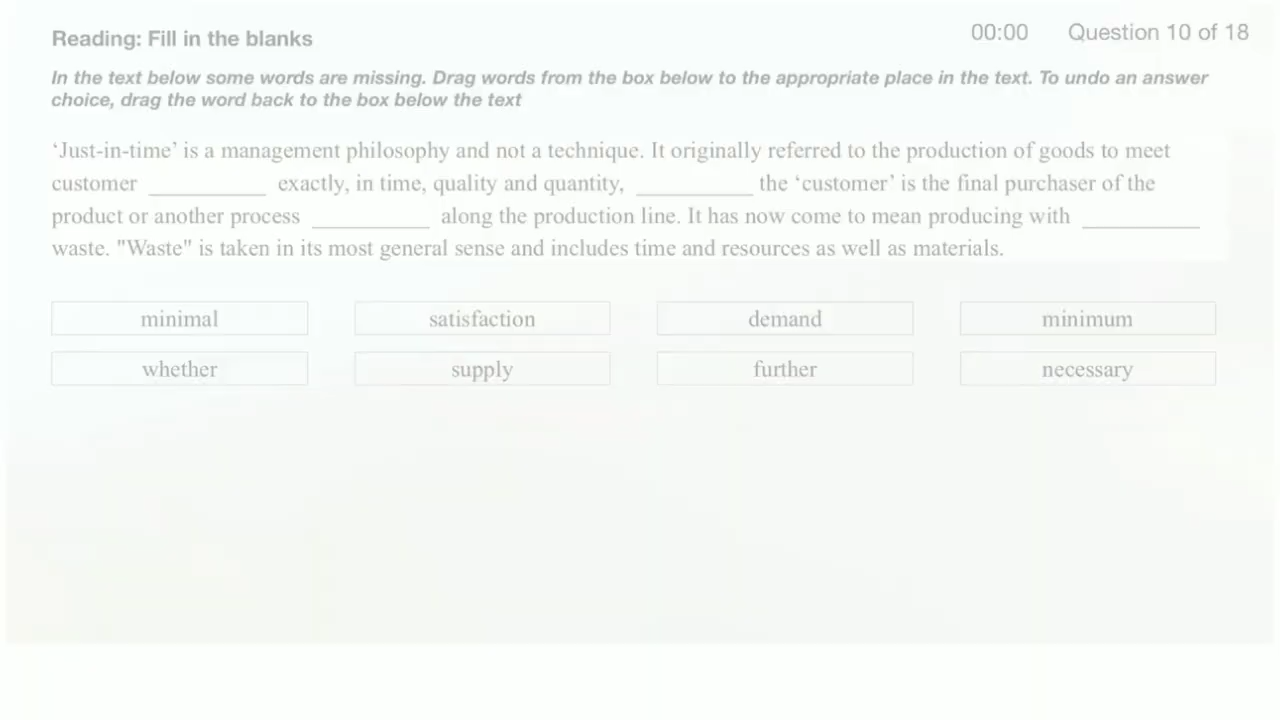 Reading: Fill in the blanks
00:00 Question 10 of 18
In the text below some words are missing. Drag words from the box below to the appropriate place in the text. To undo an answer
choice, drag the word back to the box below the text
‘Just-in-time’ is a management philosophy and not a technique. It originally referred to the production of goods to meet
customer __________ exactly, in time, quality and quantity, __________ the ‘customer’ is the final purchaser of the
product or another process __________ along the production line. It has now come to mean producing with __________
waste. "Waste" is taken in its most general sense and includes time and resources as well as materials.
minimal satisfaction demand minimum
whether supply further necessary